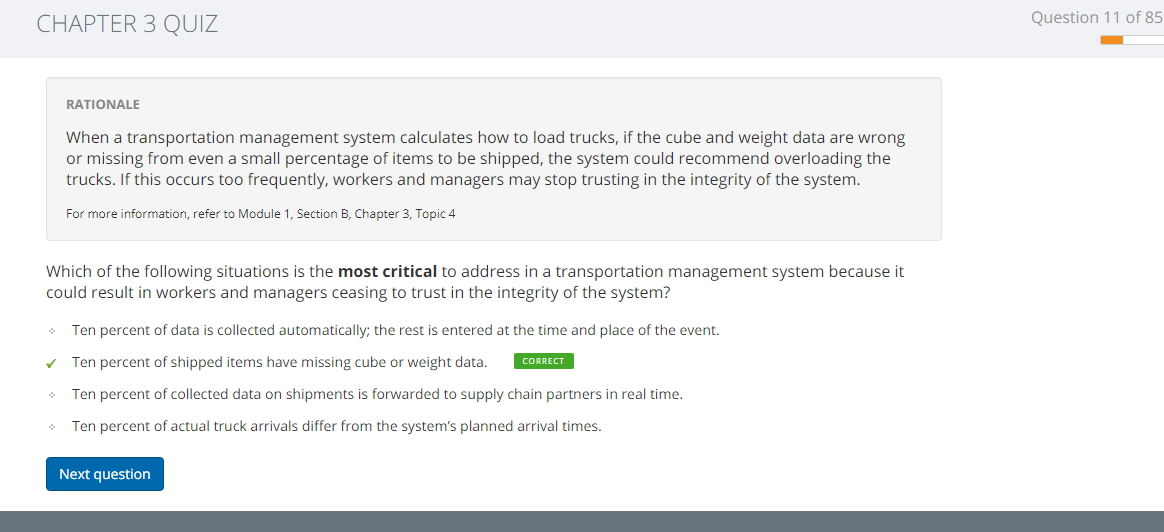 CHAPTER 3 QUIZ
Question 11 of 85
RATIONALE
When a transportation management system calculates how to load trucks, if the cube and weight data are wrong
or missing from even a small percentage of items to be shipped, the system could recommend overloading the
trucks. If this occurs too frequently, workers and managers may stop trusting in the integrity of the system.
For more information, refer to Module 1, Section B, Chapter 3, Topic 4
Which of the following situations is the most critical to address in a transportation management system because it
could result in workers and managers ceasing to trust in the integrity of the system?
Ten percent of data is collected automatically; the rest is entered at the time and place of the event.
Ten percent of shipped items have missing cube or weight data. CORRECT
Ten percent of collected data on shipments is forwarded to supply chain partners in real time.
Ten percent of actual truck arrivals differ from the system’s planned arrival times.
Next question